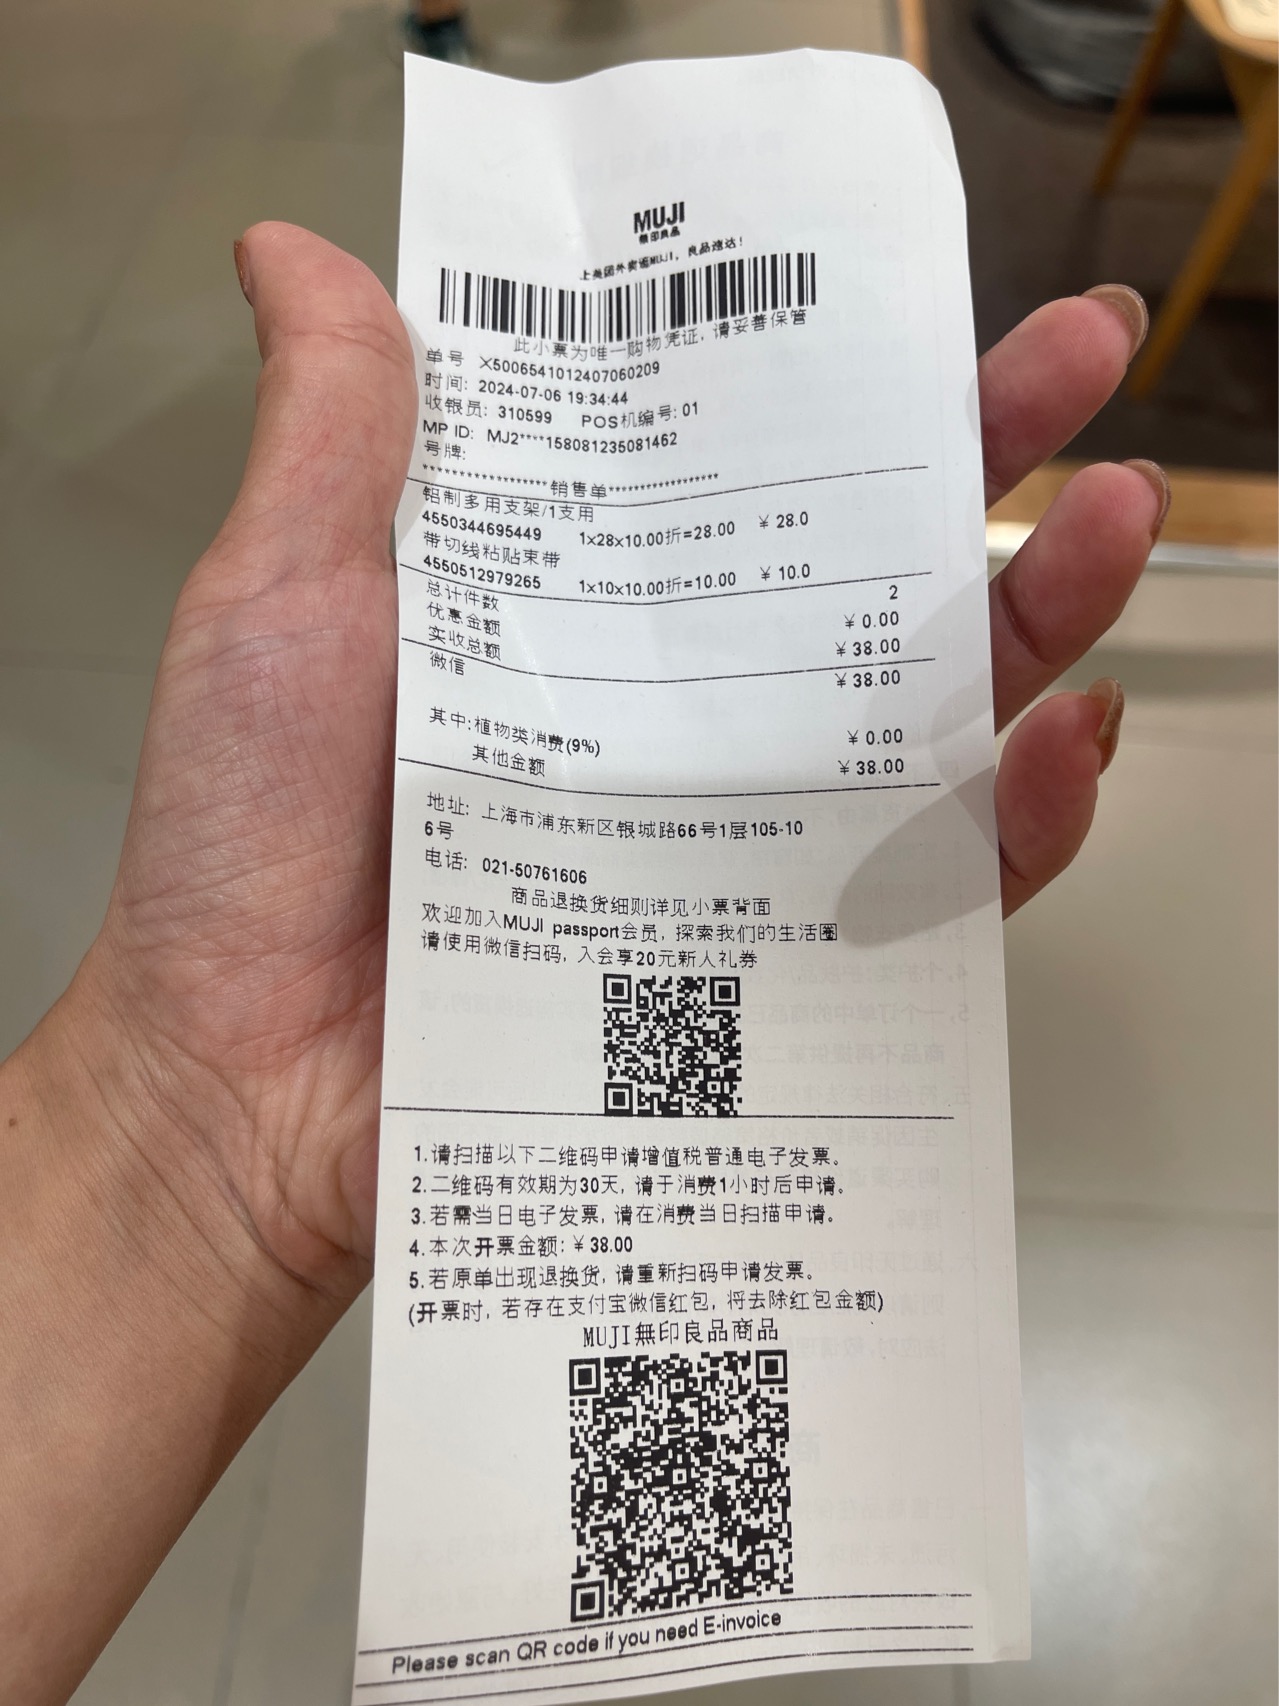 MUJI
無印良品
上美团外卖逛MUJI，良品速达！
此小票为唯一购物凭证，请妥善保管
单号 X5006541012407060209
时间: 2024-07-06 19:34:44
收银员: 310599 POS机编号: 01
MP ID: MJ2****158081235081462
号牌:
******************销售单******************
铝制多用支架/1支用
4550344695449 1x28x10.00折=28.00 ¥ 28.0
带切线粘贴束带
4550512979265 1x10x10.00折=10.00 ¥ 10.0
总计件数 2
优惠金额 ¥ 0.00
实收总额 ¥ 38.00
微信 ¥ 38.00
其中:植物类消费(9%) ¥ 0.00
其他金额 ¥ 38.00
地址: 上海市浦东新区银城路66号1层105-10
6号
电话: 021-50761606
商品退换货细则详见小票背面
欢迎加入MUJI passport会员, 探索我们的生活圈
请使用微信扫码, 入会享20元新人礼券
1.请扫描以下二维码申请增值税普通电子发票。
2.二维码有效期为30天, 请于消费1小时后申请。
3.若需当日电子发票, 请在消费当日扫描申请。
4.本次开票金额: ¥ 38.00
5.若原单出现退换货, 请重新扫码申请发票。
(开票时, 若存在支付宝微信红包, 将去除红包金额)
MUJI無印良品商品
Please scan QR code if you need E-invoice